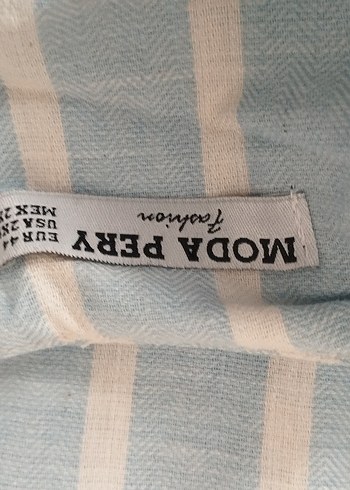 MODA PERY
Fashion
EUR 44
USA 2X
MEX 2X